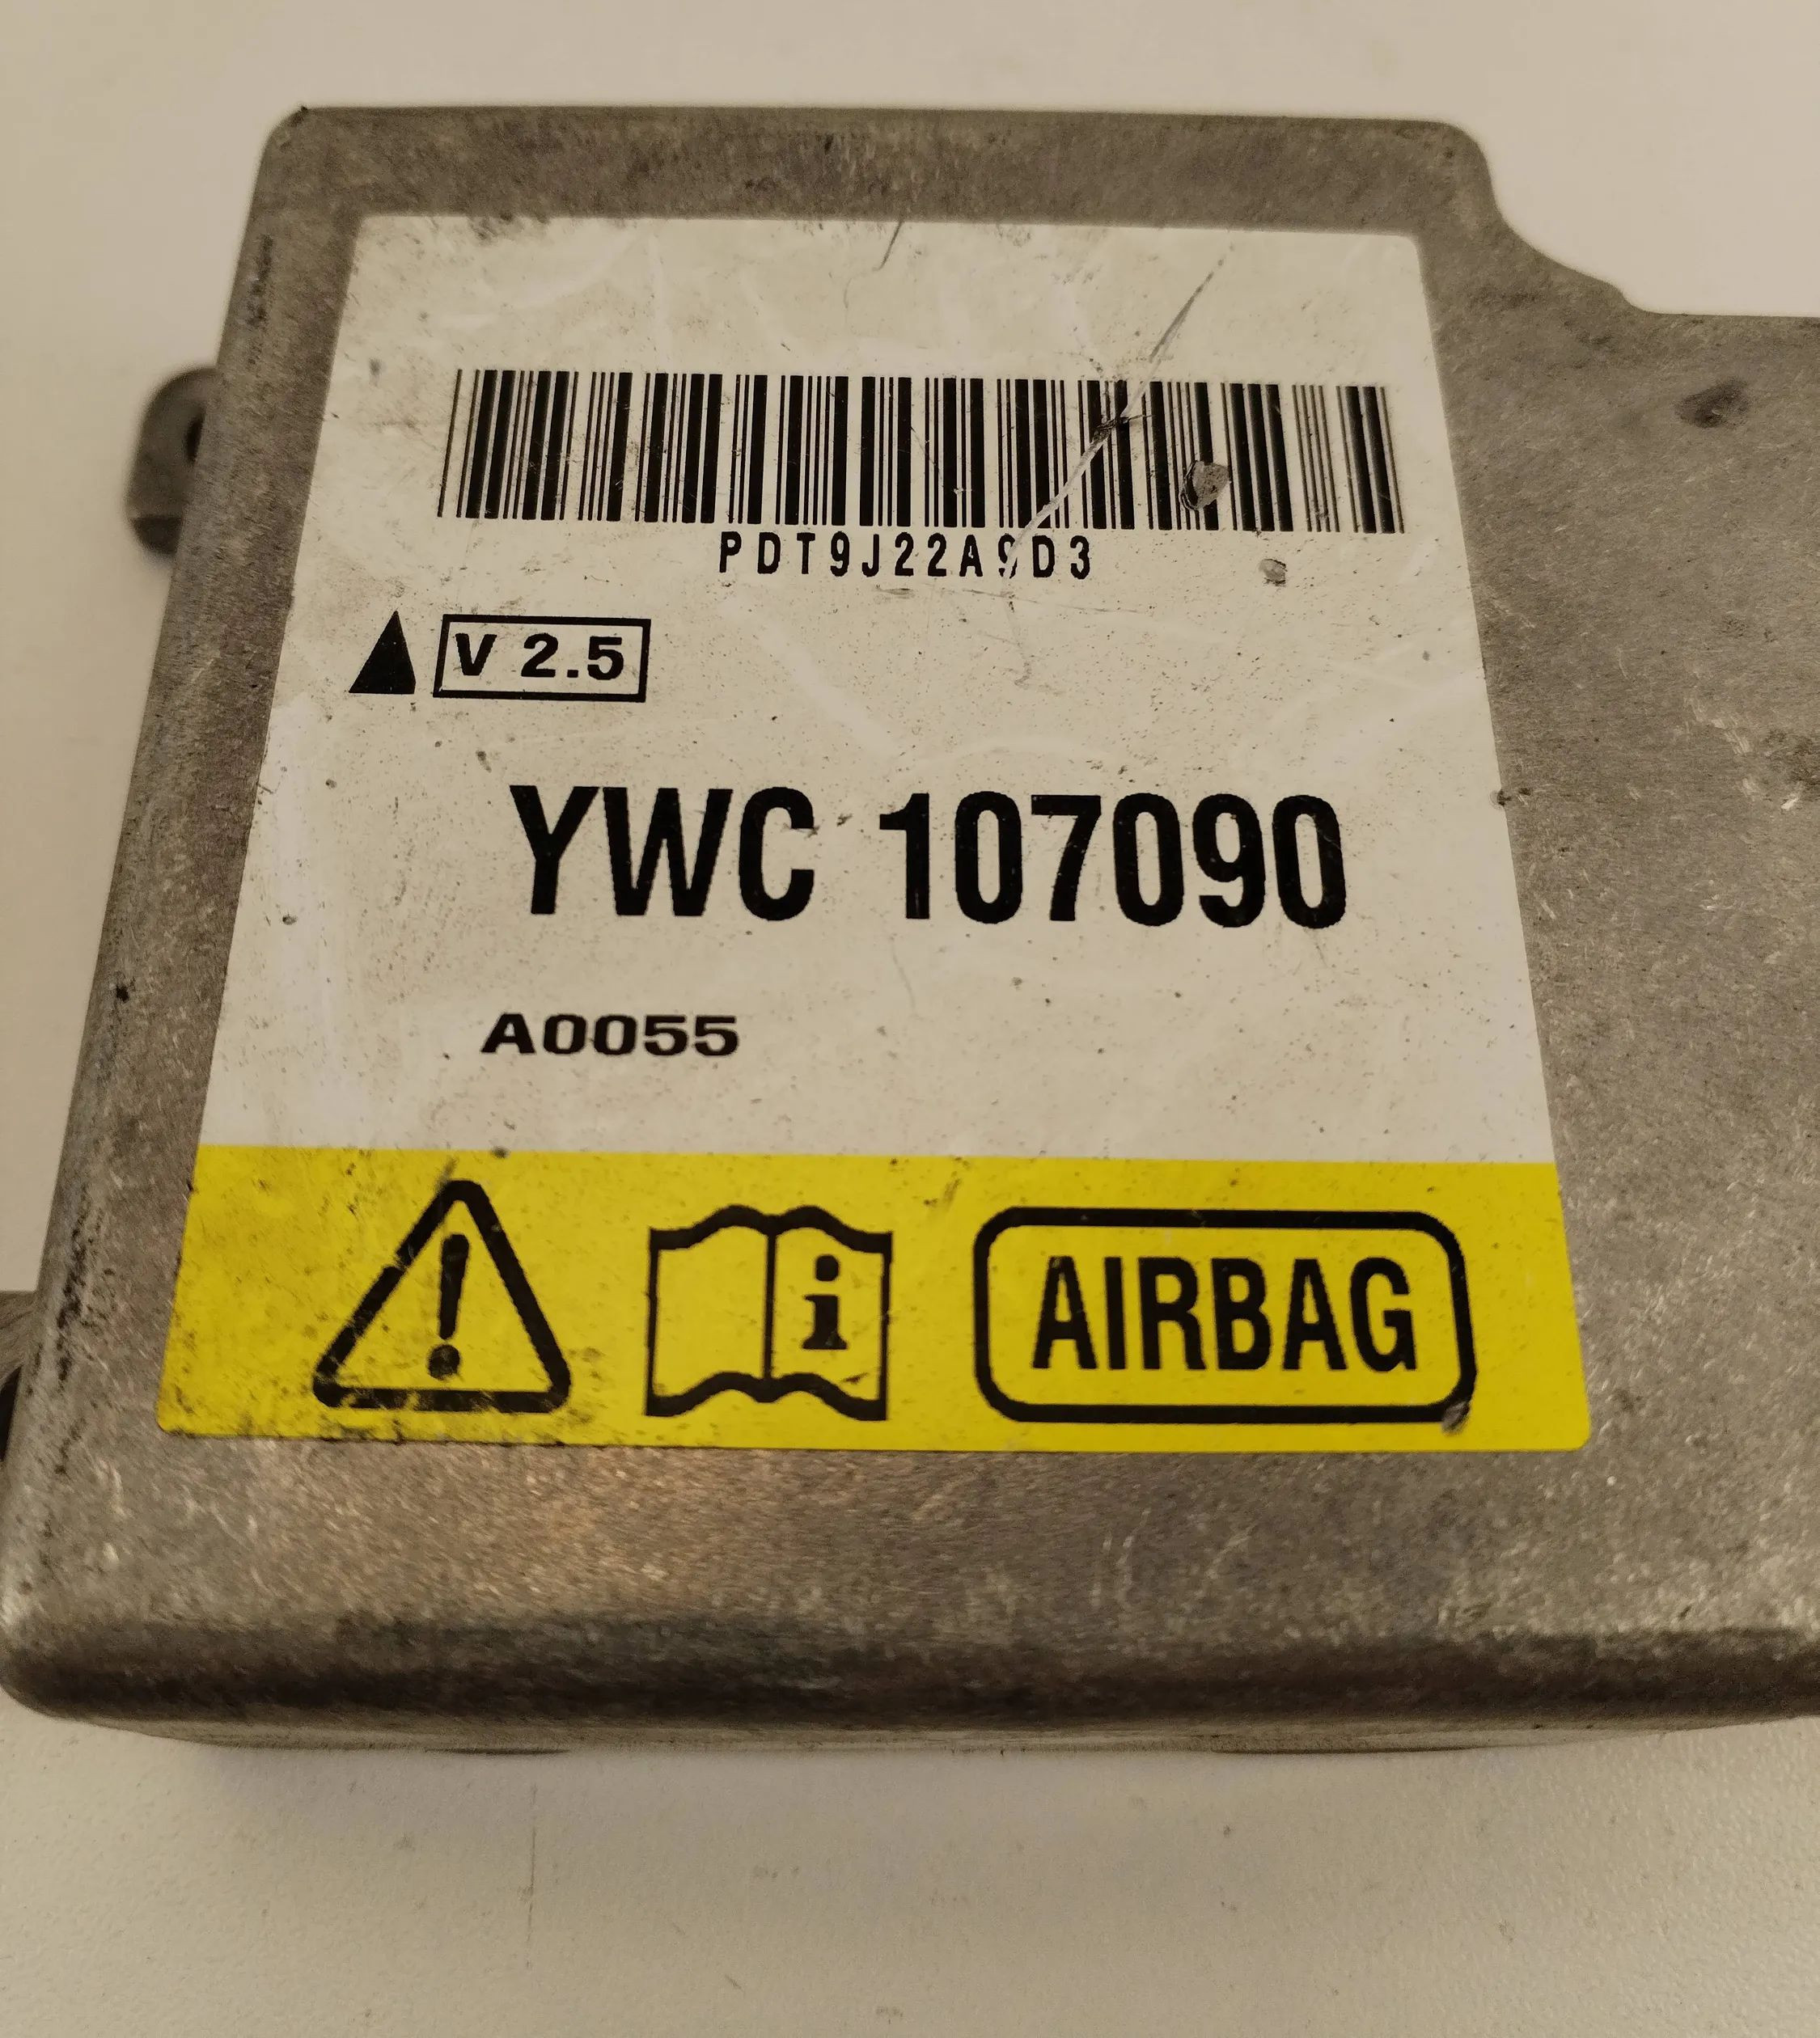 PDT9J22A9D3
V 2.5
YWC 107090
A0055
! i AIRBAG